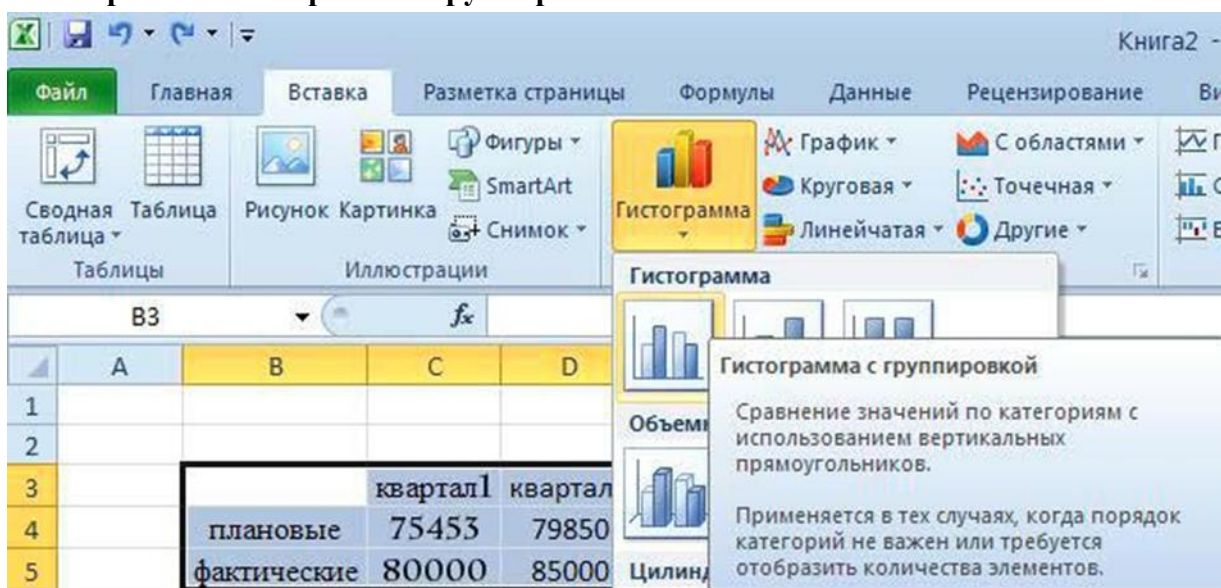 Книга2 -
Файл Главная Вставка Разметка страницы Формулы Данные Рецензирование
Сводная таблица
Таблица
Рисунок
Картинка
Фигуры
SmartArt
Снимок
Гистограмма
График
Круговая
Линейчатая
С областями
Точечная
Другие
Таблицы
Иллюстрации
Гистограмма
B3
fx
Гистограмма с группировкой
Сравнение значений по категориям с
использованием вертикальных
прямоугольников.
Применяется в тех случаях, когда порядок
категорий не важен или требуется
отобразить количества элементов.
A B C D
1
2
3 квартал1 квартал
4 плановые 75453 79850
5 фактические 80000 85000